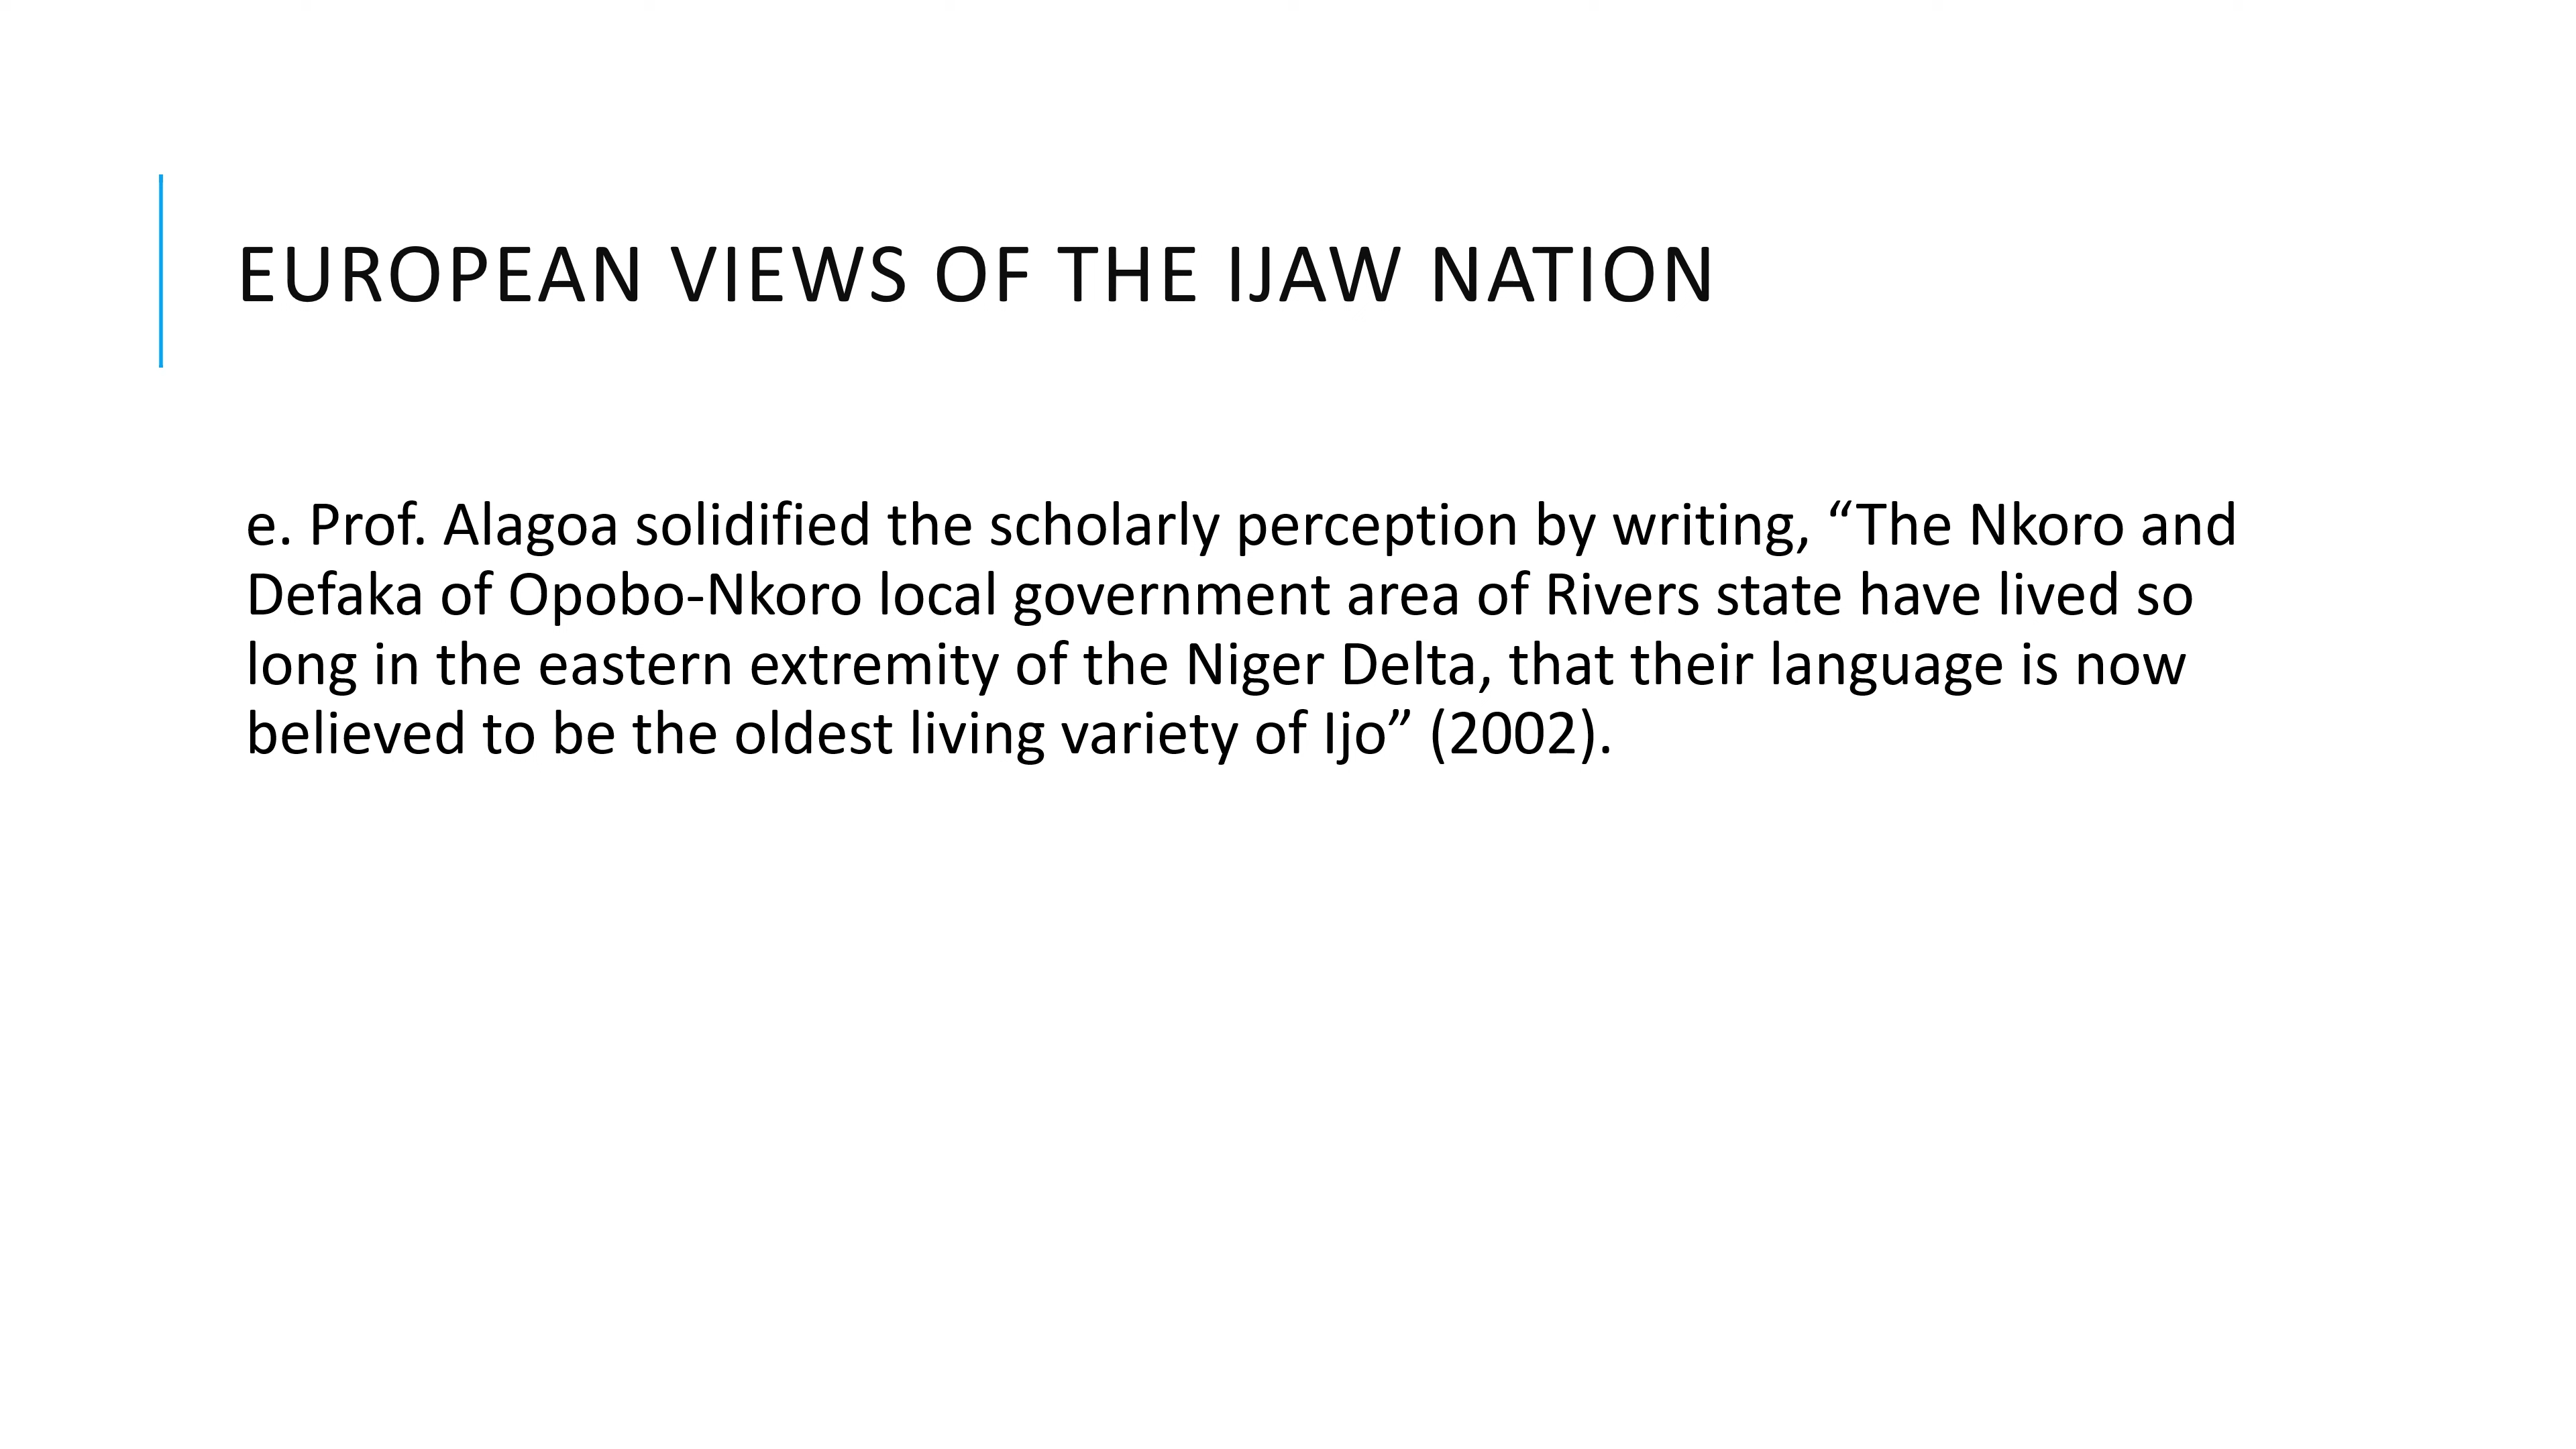 EUROPEAN VIEWS OF THE IJAW NATION
e. Prof. Alagoa solidified the scholarly perception by writing, “The Nkoro and
Defaka of Opobo-Nkoro local government area of Rivers state have lived so
long in the eastern extremity of the Niger Delta, that their language is now
believed to be the oldest living variety of Ijo” (2002).